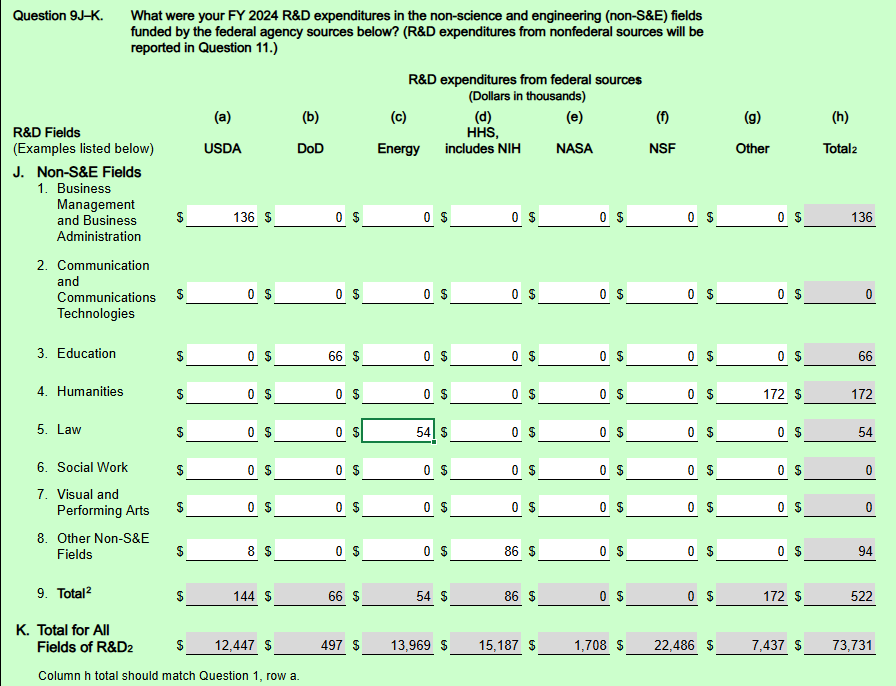 Question 9J–K. What were your FY 2024 R&D expenditures in the non-science and engineering (non-S&E) fields
funded by the federal agency sources below? (R&D expenditures from nonfederal sources will be
reported in Question 11.)
R&D expenditures from federal sources
(Dollars in thousands)
(a) (b) (c) (d) (e) (f) (g) (h)
R&D Fields HHS,
(Examples listed below) USDA DoD Energy includes NIH NASA NSF Other Total2
J. Non-S&E Fields
1. Business
Management
and Business $ 136 $ 0 $ 0 $ 0 $ 0 $ 0 $ 0 $ 136
Administration
2. Communication
and
Communications $ 0 $ 0 $ 0 $ 0 $ 0 $ 0 $ 0 $ 0
Technologies
3. Education $ 0 $ 66 $ 0 $ 0 $ 0 $ 0 $ 0 $ 66
4. Humanities $ 0 $ 0 $ 0 $ 0 $ 0 $ 0 $ 172 $ 172
5. Law $ 0 $ 0 $ 54 $ 0 $ 0 $ 0 $ 0 $ 54
6. Social Work $ 0 $ 0 $ 0 $ 0 $ 0 $ 0 $ 0 $ 0
7. Visual and
Performing Arts $ 0 $ 0 $ 0 $ 0 $ 0 $ 0 $ 0 $ 0
8. Other Non-S&E
Fields $ 8 $ 0 $ 0 $ 86 $ 0 $ 0 $ 0 $ 94
9. Total² $ 144 $ 66 $ 54 $ 86 $ 0 $ 0 $ 172 $ 522
K. Total for All
Fields of R&D2 $ 12,447 $ 497 $ 13,969 $ 15,187 $ 1,708 $ 22,486 $ 7,437 $ 73,731
Column h total should match Question 1, row a.